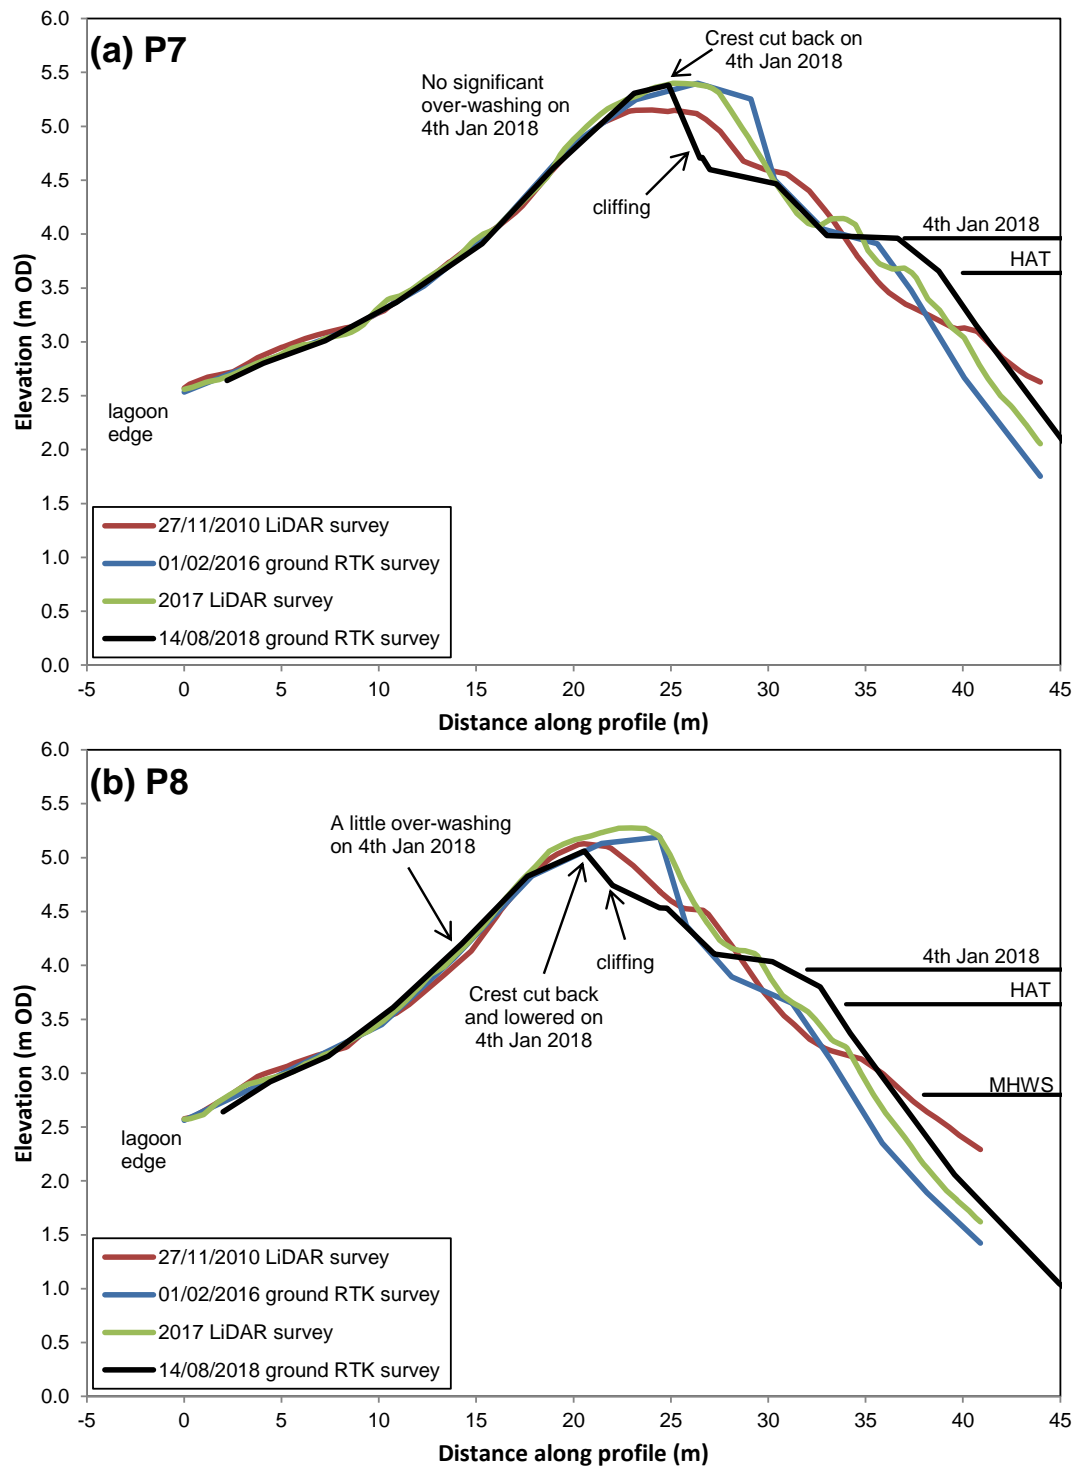 (a) P7
Crest cut back on
4th Jan 2018
No significant
over-washing on
4th Jan 2018
cliffing
4th Jan 2018
HAT
lagoon
edge
27/11/2010 LiDAR survey
01/02/2016 ground RTK survey
2017 LiDAR survey
14/08/2018 ground RTK survey
Elevation (m OD)
6.0
5.5
5.0
4.5
4.0
3.5
3.0
2.5
2.0
1.5
1.0
0.5
0.0
-5 0 5 10 15 20 25 30 35 40 45
Distance along profile (m)
(b) P8
A little over-washing
on 4th Jan 2018
cliffing
Crest cut back
and lowered on
4th Jan 2018
4th Jan 2018
HAT
MHWS
lagoon
edge
27/11/2010 LiDAR survey
01/02/2016 ground RTK survey
2017 LiDAR survey
14/08/2018 ground RTK survey
Elevation (m OD)
6.0
5.5
5.0
4.5
4.0
3.5
3.0
2.5
2.0
1.5
1.0
0.5
0.0
-5 0 5 10 15 20 25 30 35 40 45
Distance along profile (m)